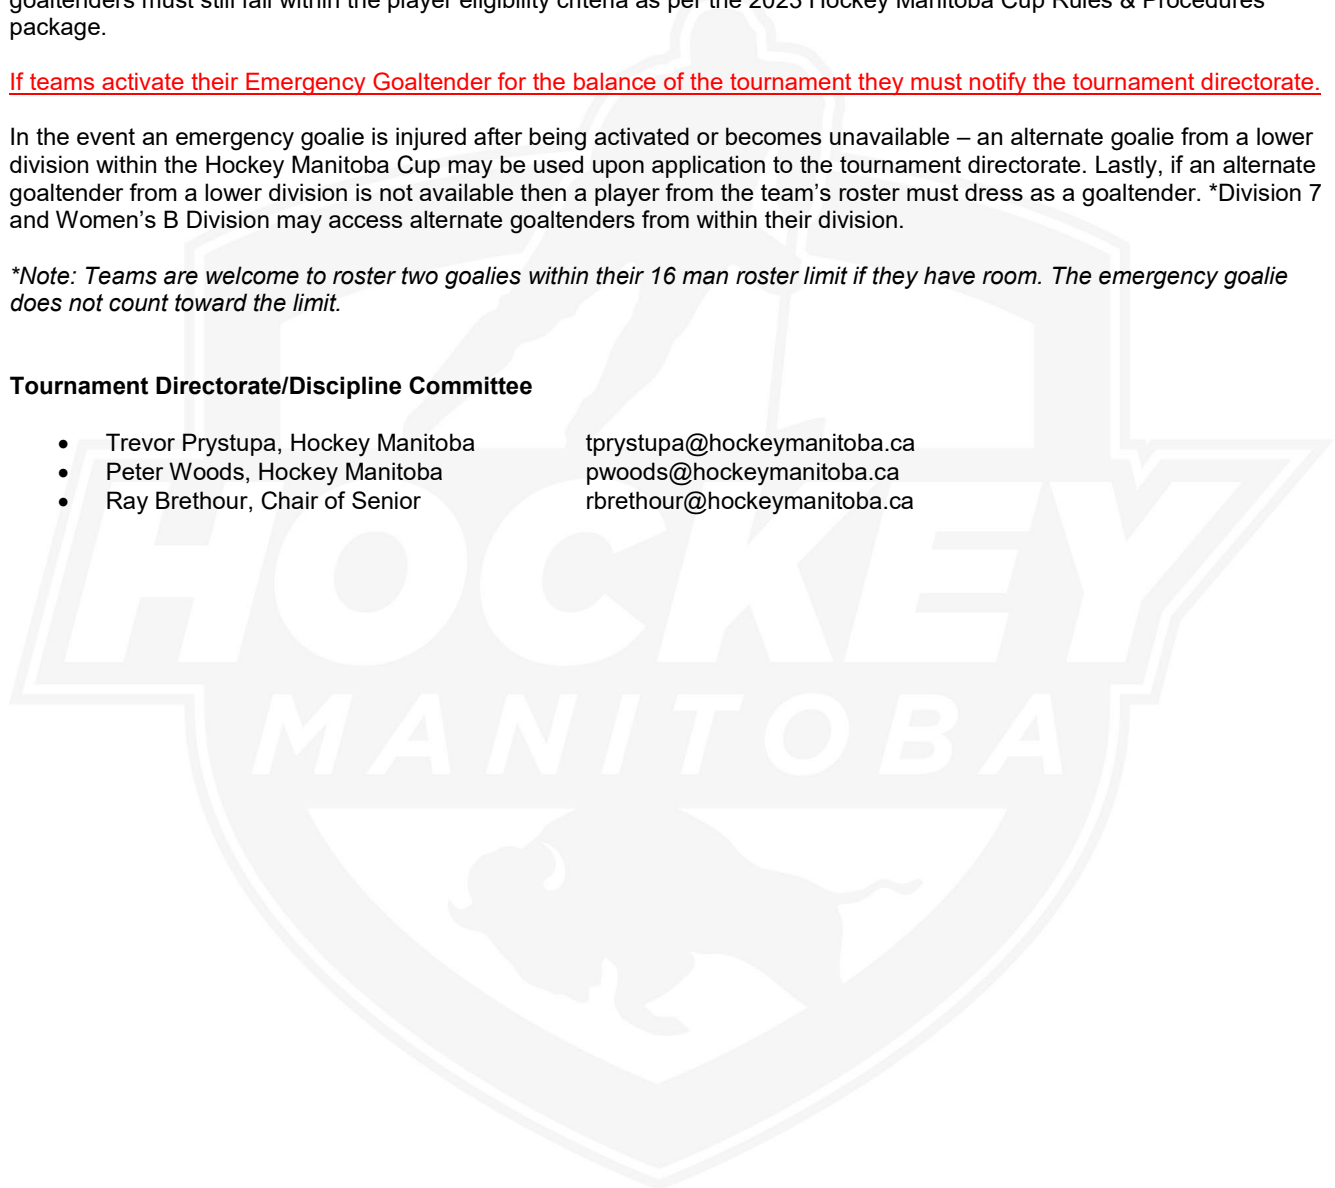 goaltenders must still fall within the player eligibility criteria as per the 2023 Hockey Manitoba Cup Rules & Procedures
package.
If teams activate their Emergency Goaltender for the balance of the tournament they must notify the tournament directorate.
In the event an emergency goalie is injured after being activated or becomes unavailable – an alternate goalie from a lower
division within the Hockey Manitoba Cup may be used upon application to the tournament directorate. Lastly, if an alternate
goaltender from a lower division is not available then a player from the team’s roster must dress as a goaltender. *Division 7
and Women’s B Division may access alternate goaltenders from within their division.
*Note: Teams are welcome to roster two goalies within their 16 man roster limit if they have room. The emergency goalie
does not count toward the limit.
Tournament Directorate/Discipline Committee
• Trevor Prystupa, Hockey Manitoba tprystupa@hockeymanitoba.ca
• Peter Woods, Hockey Manitoba pwoods@hockeymanitoba.ca
• Ray Brethour, Chair of Senior rbrethour@hockeymanitoba.ca
HOCKEY
MANITOBA